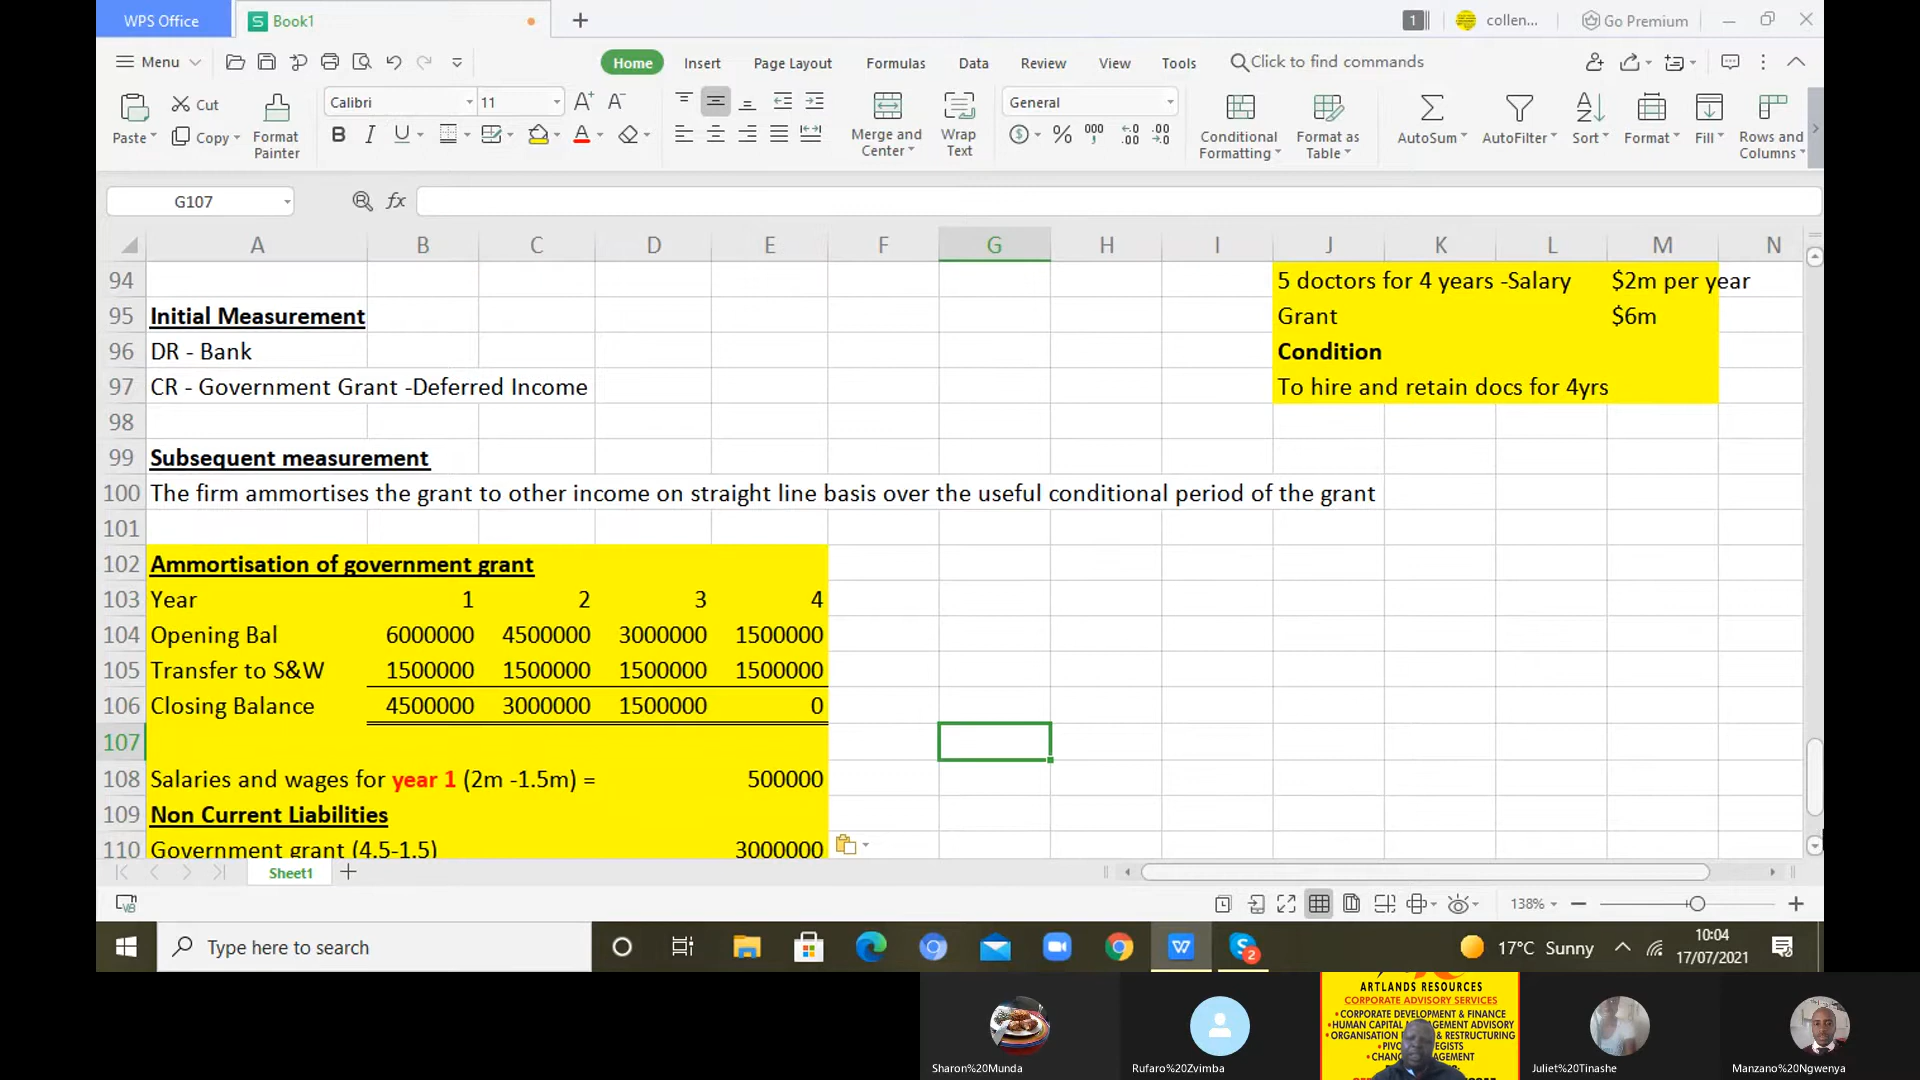 WPS Office
Book1
1
collen...
Go Premium
Menu
Home
Insert
Page Layout
Formulas
Data
Review
View
Tools
Click to find commands
Paste
Cut
Copy
Format Painter
Calibri
11
Merge and Center
Wrap Text
General
Conditional Formatting
Format as Table
AutoSum
AutoFilter
Sort
Format
Fill
Rows and Columns
G107
fx
A B C D E F G H I J K L M N
94 5 doctors for 4 years -Salary $2m per year
95 Initial Measurement Grant $6m
96 DR - Bank Condition
97 CR - Government Grant -Deferred Income To hire and retain docs for 4yrs
98
99 Subsequent measurement
100 The firm ammortises the grant to other income on straight line basis over the useful conditional period of the grant
101
102 Ammortisation of government grant
103 Year 1 2 3 4
104 Opening Bal 6000000 4500000 3000000 1500000
105 Transfer to S&W 1500000 1500000 1500000 1500000
106 Closing Balance 4500000 3000000 1500000 0
107
108 Salaries and wages for year 1 (2m -1.5m) = 500000
109 Non Current Liabilities
110 Government grant (4.5-1.5) 3000000
Sheet1
138%
Type here to search
2
17°C Sunny
10:04
17/07/2021
ARTLANDS RESOURCES
CORPORATE ADVISORY SERVICES
• CORPORATE DEVELOPMENT & FINANCE
Sharon%20Munda
Rufaro%20Zvimba
Juliet%20Tinashe
Manzano%20Ngwenya